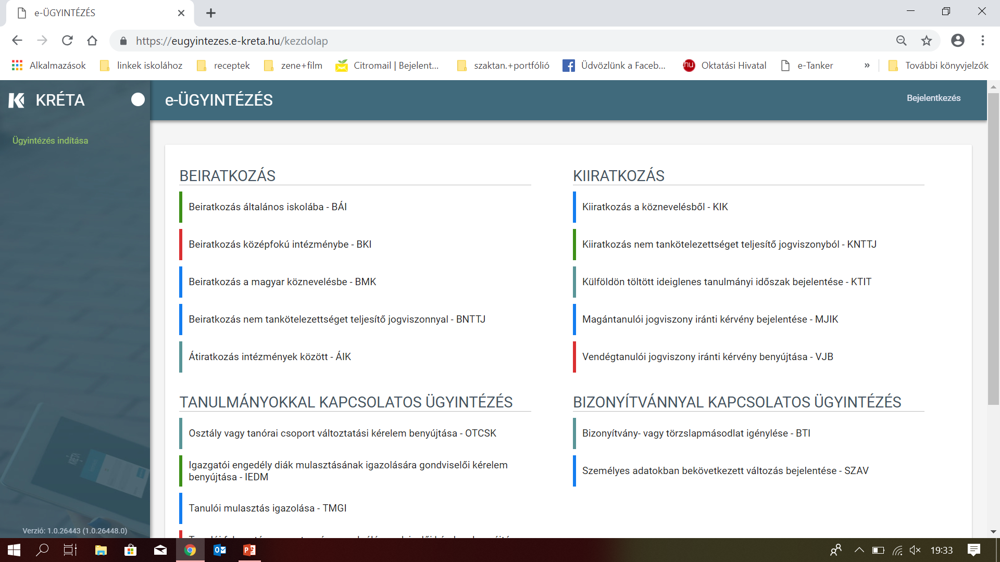 e-ÜGYINTÉZÉS
https://eugyintezes.e-kreta.hu/kezdolap
Alkalmazások
linkek iskolához
receptek
zene+film
Citromail | Bejelent...
szaktan.+portfólió
Üdvözlünk a Faceb...
Oktatási Hivatal
e-Tanker
»
További könyvjelzők
KRÉTA
e-ÜGYINTÉZÉS
Bejelentkezés
Ügyintézés indítása
BEIRATKOZÁS
Beiratkozás általános iskolába - BÁI
Beiratkozás középfokú intézménybe - BKI
Beiratkozás a magyar köznevelésbe - BMK
Beiratkozás nem tankötelezettséget teljesítő jogviszonnyal - BNTTJ
Átiratkozás intézmények között - ÁIK
KIIRATKOZÁS
Kiiratkozás a köznevelésből - KIK
Kiiratkozás nem tankötelezettséget teljesítő jogviszonyból - KNTTJ
Külföldön töltött ideiglenes tanulmányi időszak bejelentése - KTIT
Magántanulói jogviszony iránti kérvény bejelentése - MJIK
Vendégtanulói jogviszony iránti kérvény benyújtása - VJB
TANULMÁNYOKKAL KAPCSOLATOS ÜGYINTÉZÉS
Osztály vagy tanórai csoport változtatási kérelem benyújtása - OTCSK
Igazgatói engedély diák mulasztásának igazolására gondviselői kérelem
benyújtása - IEDM
Tanulói mulasztás igazolása - TMGI
BIZONYÍTVÁNNYAL KAPCSOLATOS ÜGYINTÉZÉS
Bizonyítvány- vagy törzslapmásodlat igénylése - BTI
Személyes adatokban bekövetkezett változás bejelentése - SZAV
Verzió: 1.0.26443 (1.0.26448.0)
19:33